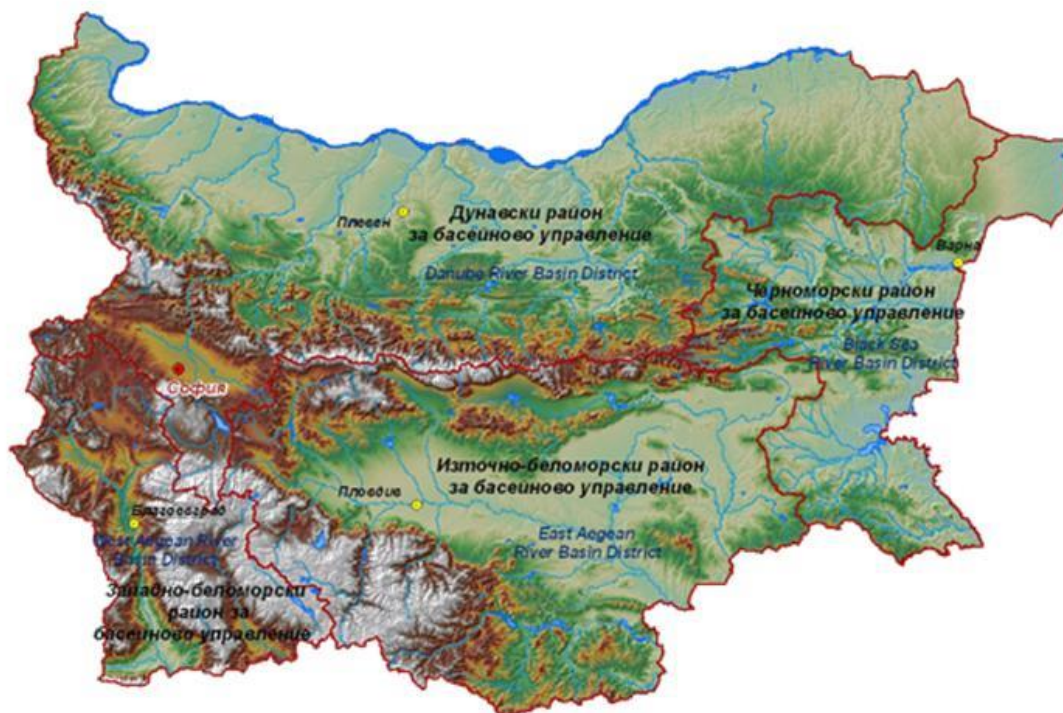 Плевен
Дунавски район
за басейново управление
Danube River Basin District
Варна
Черноморски район
за басейново управление
Black Sea
River Basin District
София
Източно-беломорски район
за басейново управление
Пловдив
Благоевград
East Aegean
River Basin District
West Aegean River
Basin District
Западно-беломорски
район за
басейново управление